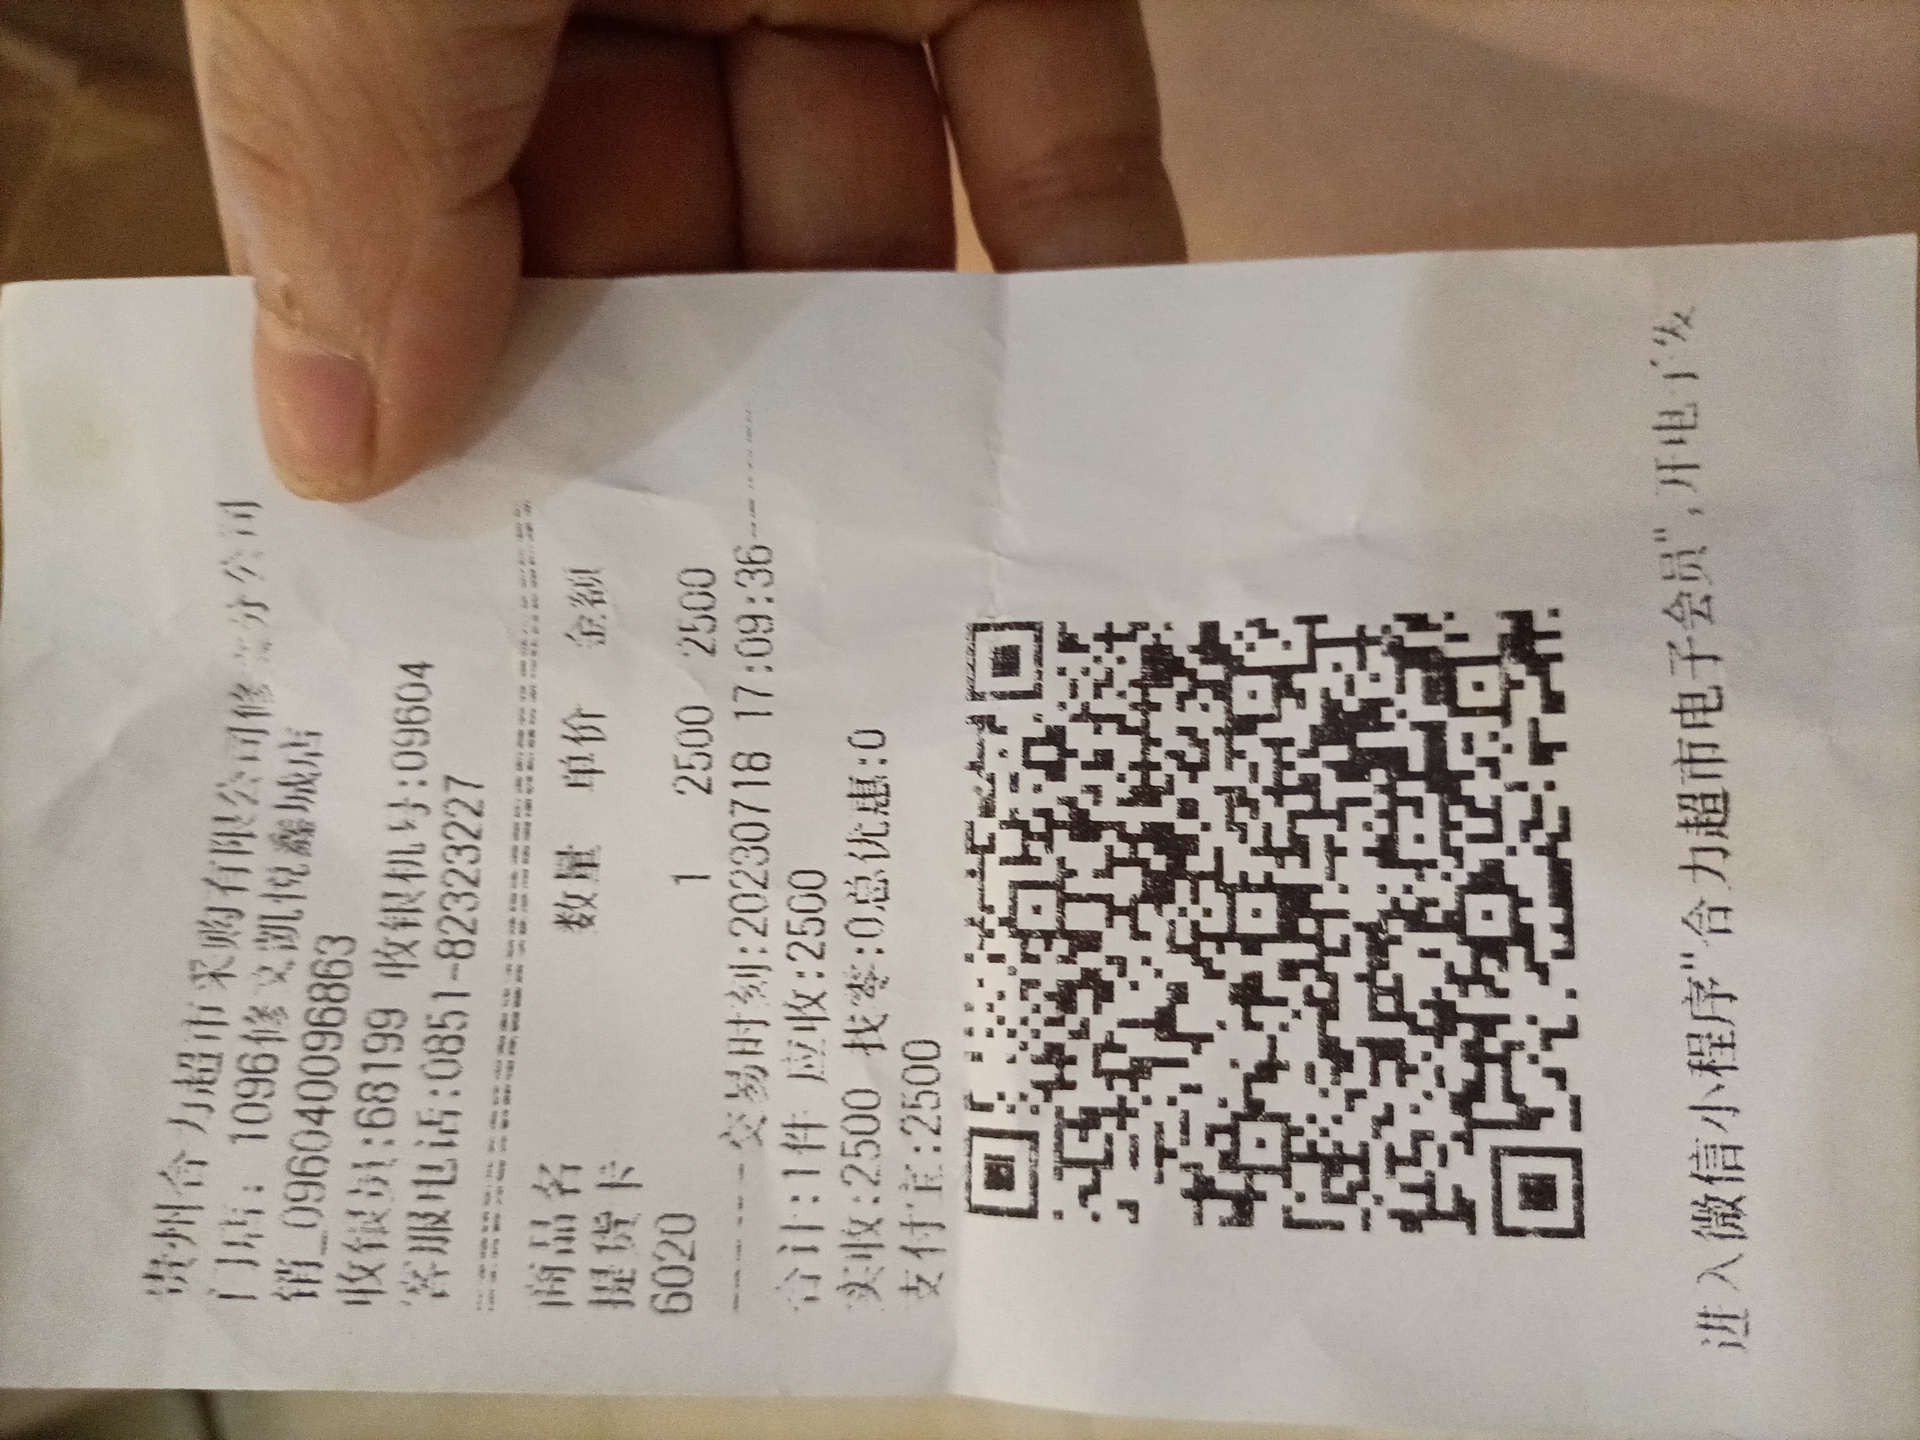 贵州合力超市采购有限公司修文分公司
门店: 1096修文凯悦鑫城店
销_096040096863
收银员:68199 收银机号:09604
客服电话:0851-82323227
商品名 数量 单价 金额
提货卡
6020 1 2500 2500
----交易时刻:20230718 17:09:36----
合计:1件 应收:2500
实收:2500 找零:0总优惠:0
支付宝:2500
进入微信小程序"合力超市电子会员",开电子发